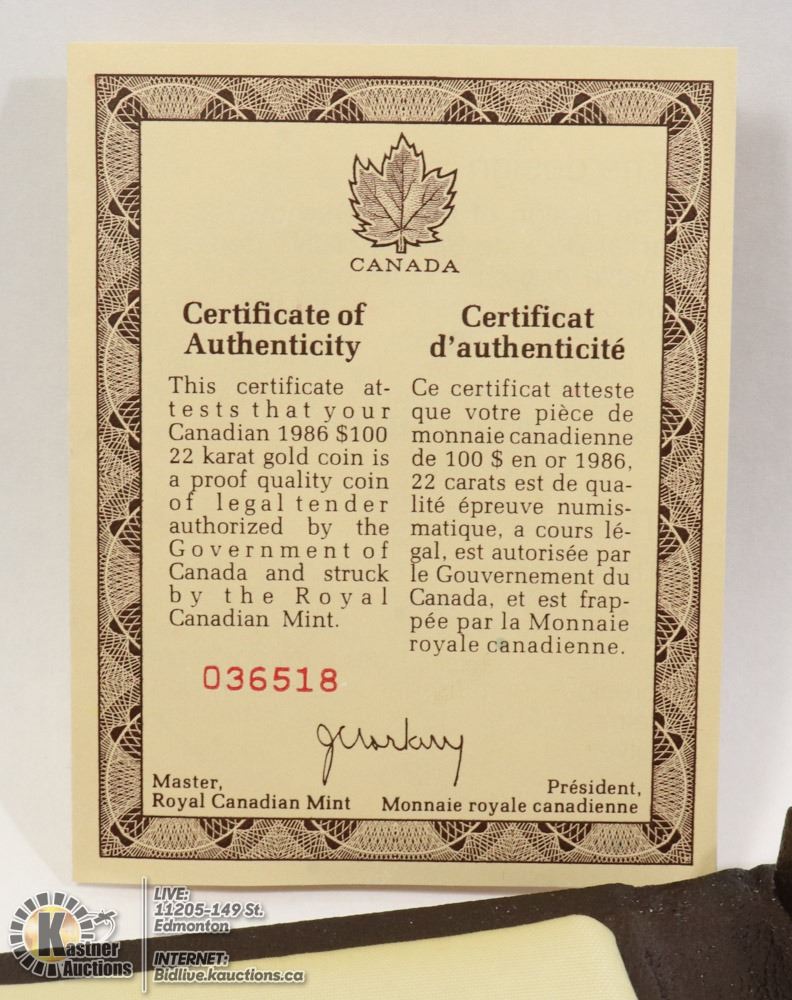 CANADA
Certificate of
Authenticity
This certificate at-
tests that your
Canadian 1986 $100
22 karat gold coin is
a proof quality coin
of legal tender
authorized by the
Government of
Canada and struck
by the Royal
Canadian Mint.
Certificat
d'authenticité
Ce certificat atteste
que votre pièce de
monnaie canadienne
de 100 $ en or 1986,
22 carats est de qua-
lité épreuve numis-
matique, a cours lé-
gal, est autorisée par
le Gouvernement du
Canada, et est frap-
pée par la Monnaie
royale canadienne.
036518
Master,
Royal Canadian Mint
Président,
Monnaie royale canadienne
Kastner
Auctions
LIVE:
11205-149 St.
Edmonton
INTERNET:
Bidlive.kauctions.ca